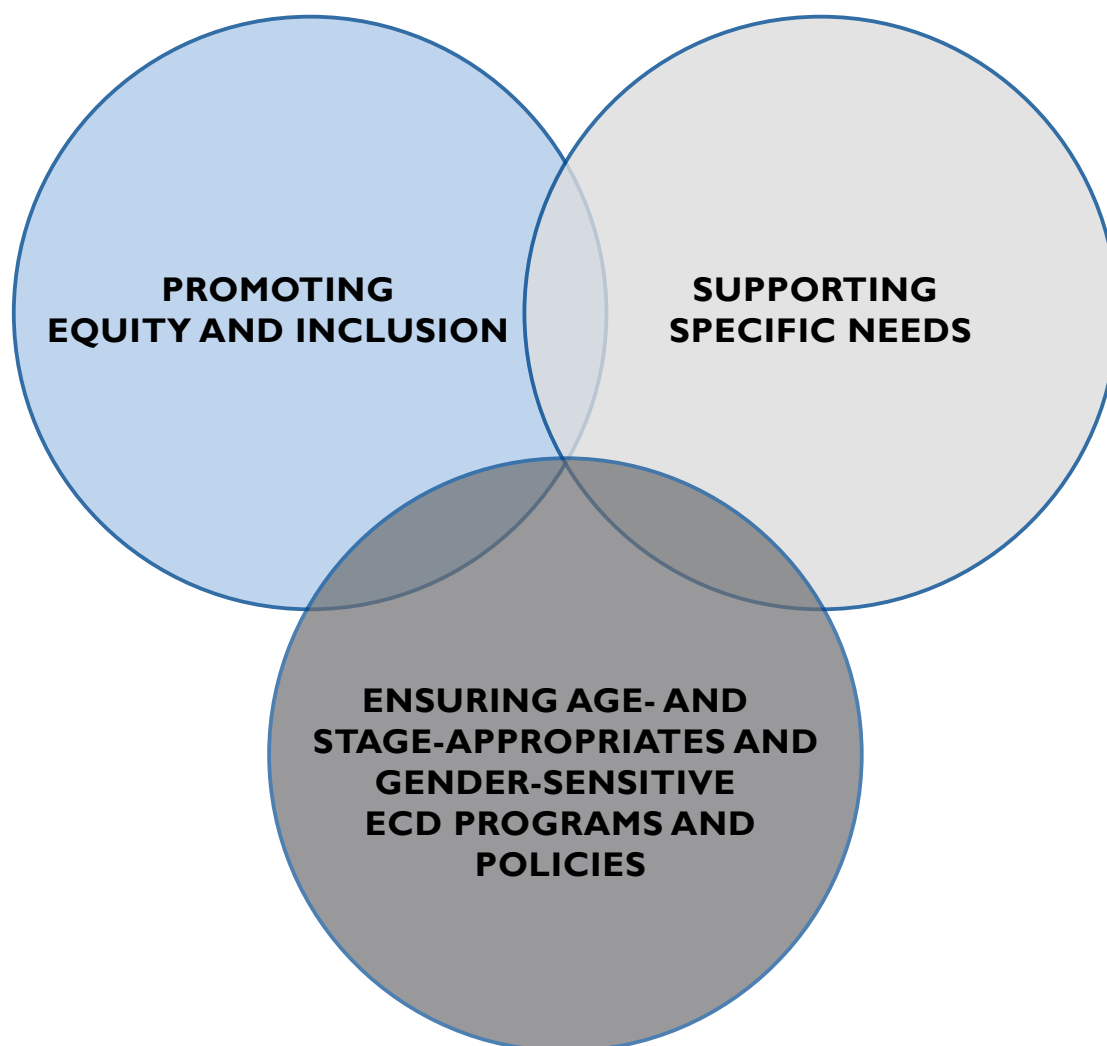 PROMOTING
EQUITY AND INCLUSION
SUPPORTING
SPECIFIC NEEDS
ENSURING AGE- AND
STAGE-APPROPRIATES AND
GENDER-SENSITIVE
ECD PROGRAMS AND
POLICIES